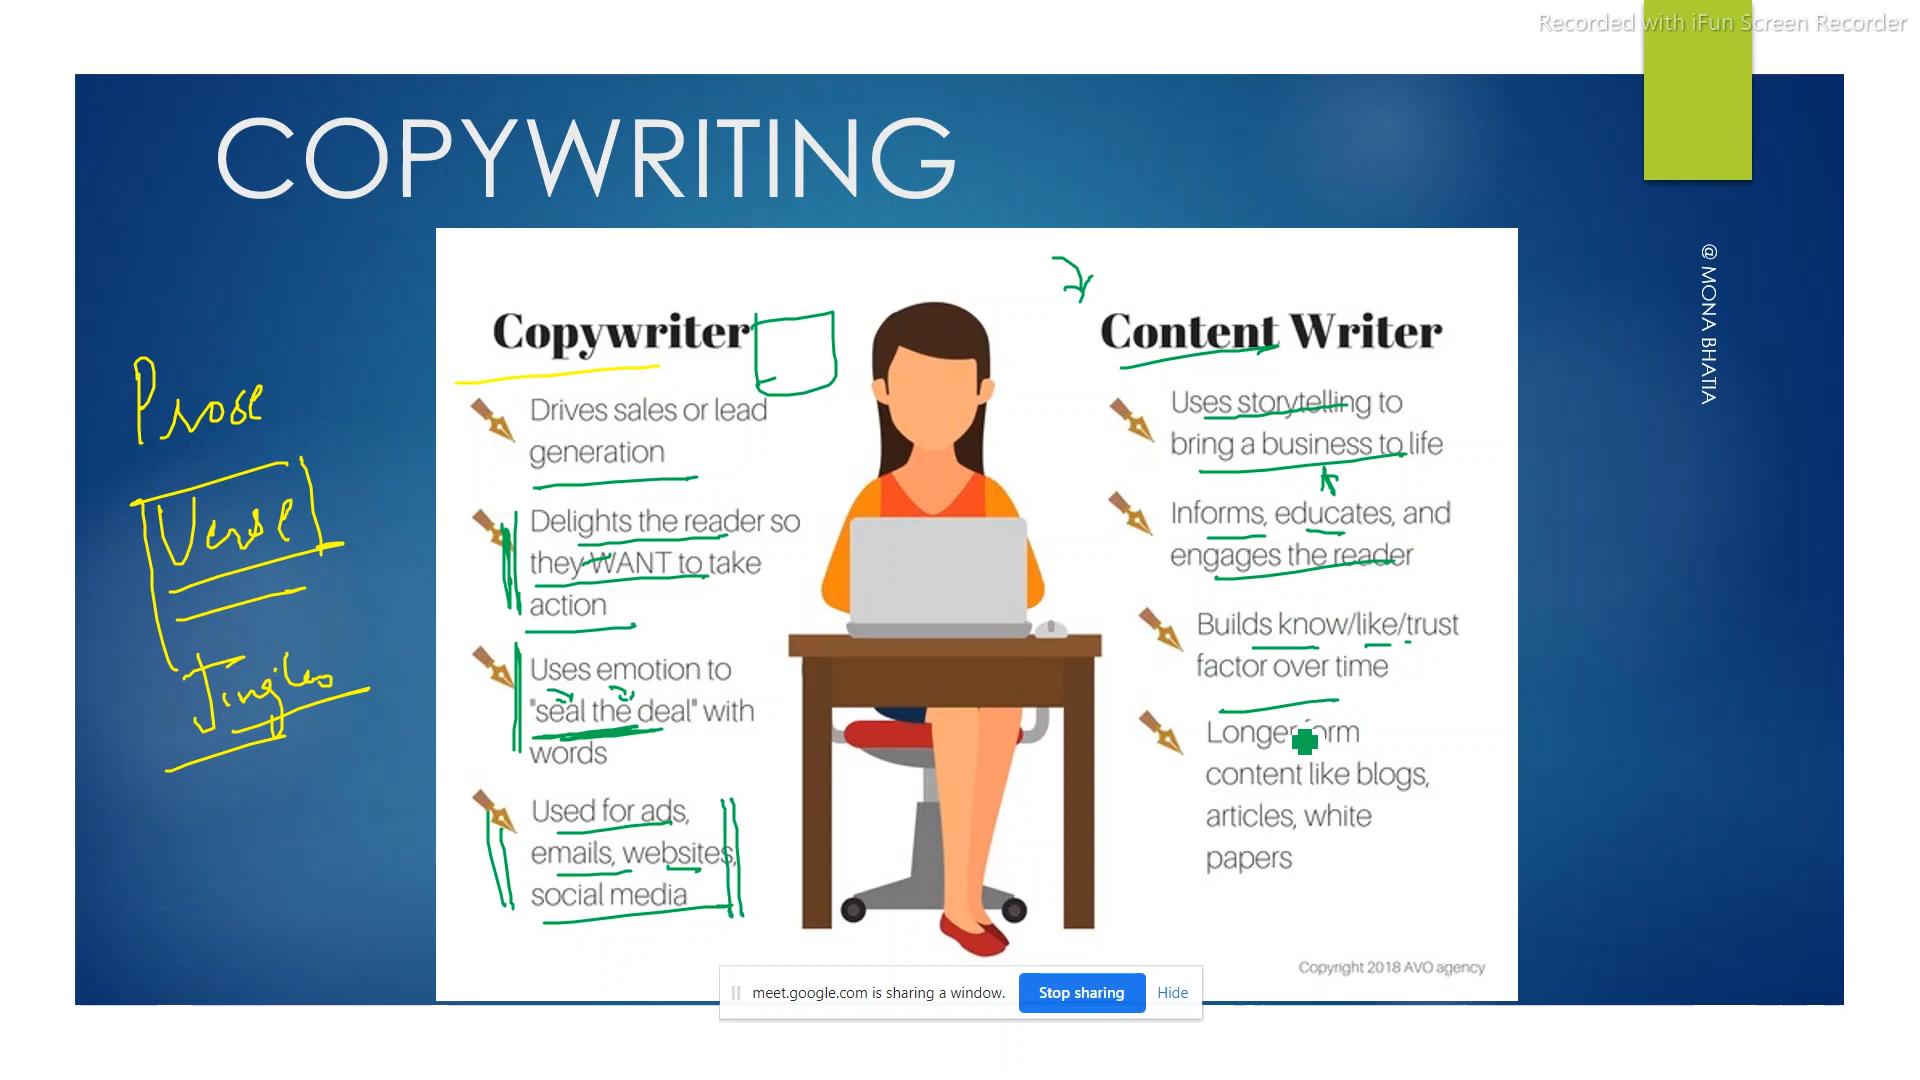 Recorded with iFun Screen Recorder
COPYWRITING
@ MONA BHATIA
Prose
Verse
Jingles
Copywriter
Drives sales or lead
generation
Delights the reader so
they WANT to take
action
Uses emotion to
"seal the deal" with
words
Used for ads,
emails, websites,
social media
Content Writer
Uses storytelling to
bring a business to life
Informs, educates, and
engages the reader
Builds know/like/trust
factor over time
Longer form
content like blogs,
articles, white
papers
Copyright 2018 AVO agency
meet.google.com is sharing a window.
Stop sharing
Hide